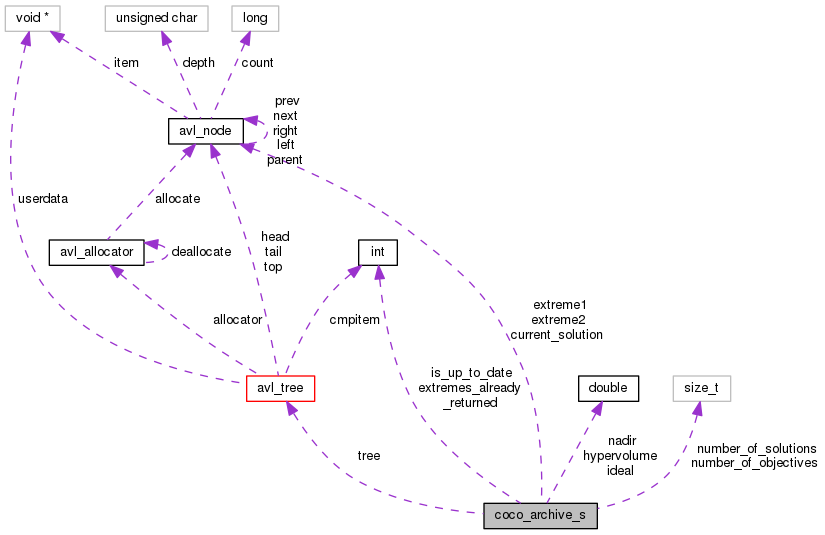 void *
unsigned char
long
item
depth
count
prev
next
right
left
parent
avl_node
userdata
allocate
avl_allocator
deallocate
head
tail
top
int
allocator
cmpitem
extreme1
extreme2
current_solution
avl_tree
is_up_to_date
extremes_already
_returned
double
size_t
tree
nadir
hypervolume
ideal
number_of_solutions
number_of_objectives
coco_archive_s